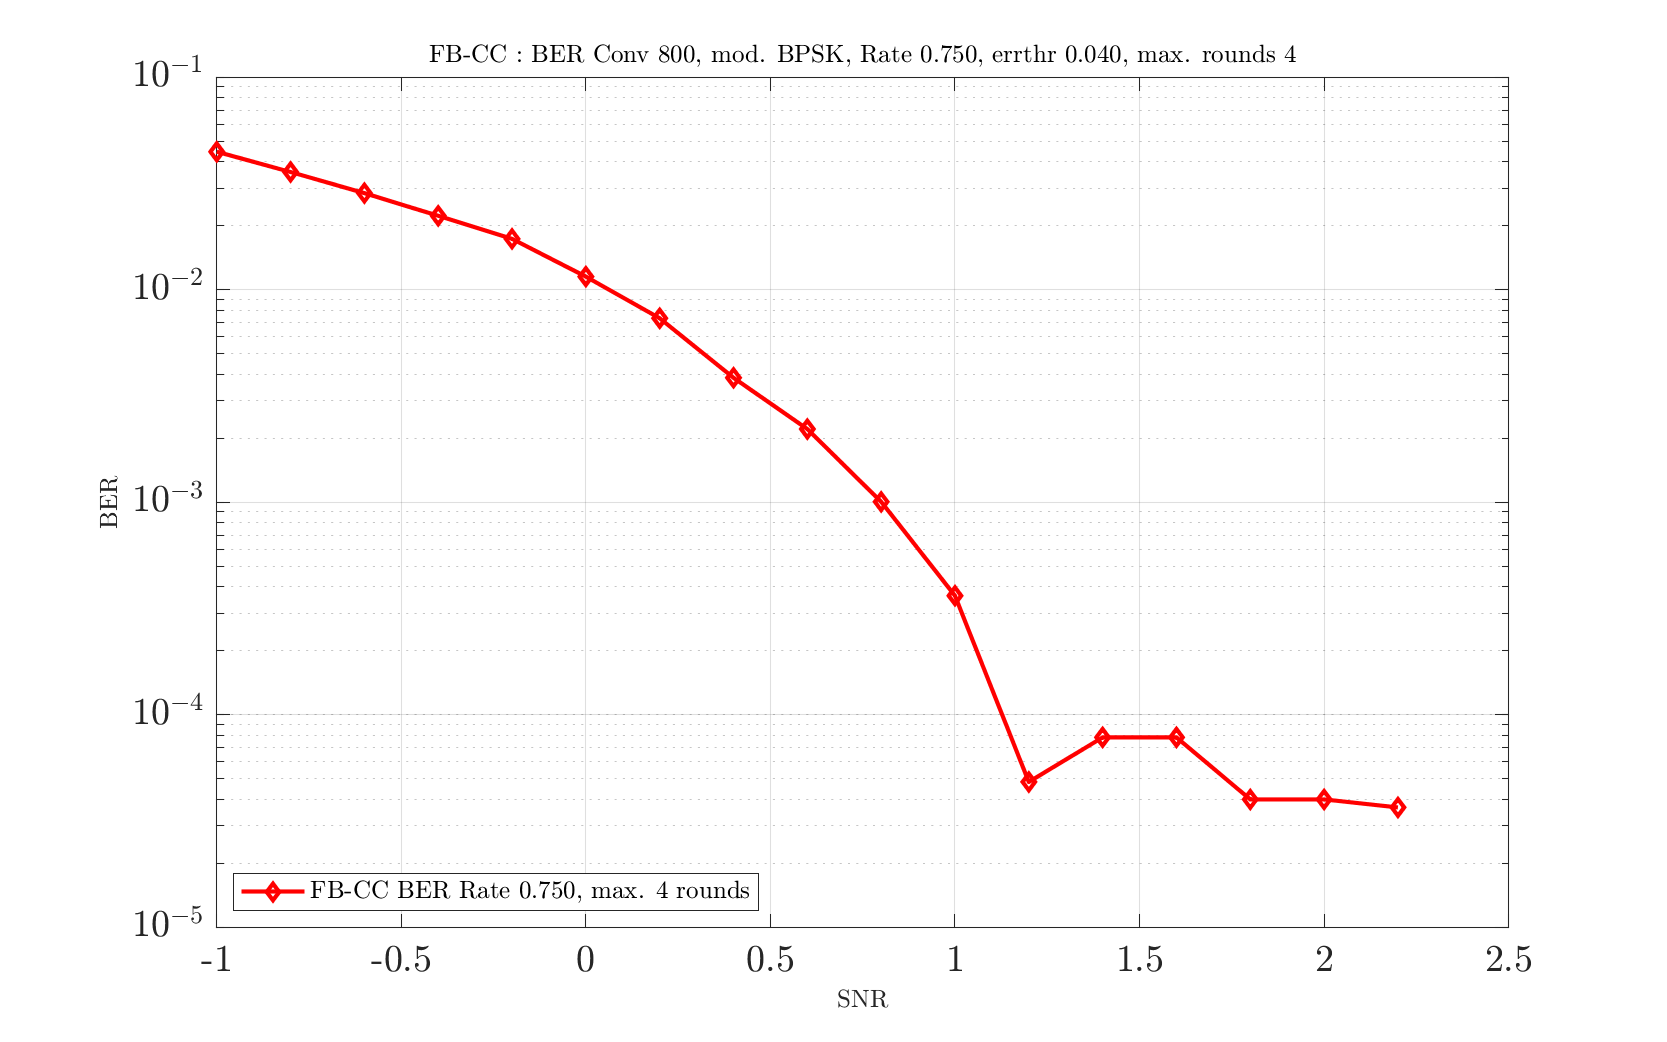 FB-CC : BER Conv 800, mod. BPSK, Rate 0.750, errthr 0.040, max. rounds 4
10⁻¹
10⁻²
10⁻³
10⁻⁴
10⁻⁵
BER
FB-CC BER Rate 0.750, max. 4 rounds
-1 -0.5 0 0.5 1 1.5 2 2.5
SNR